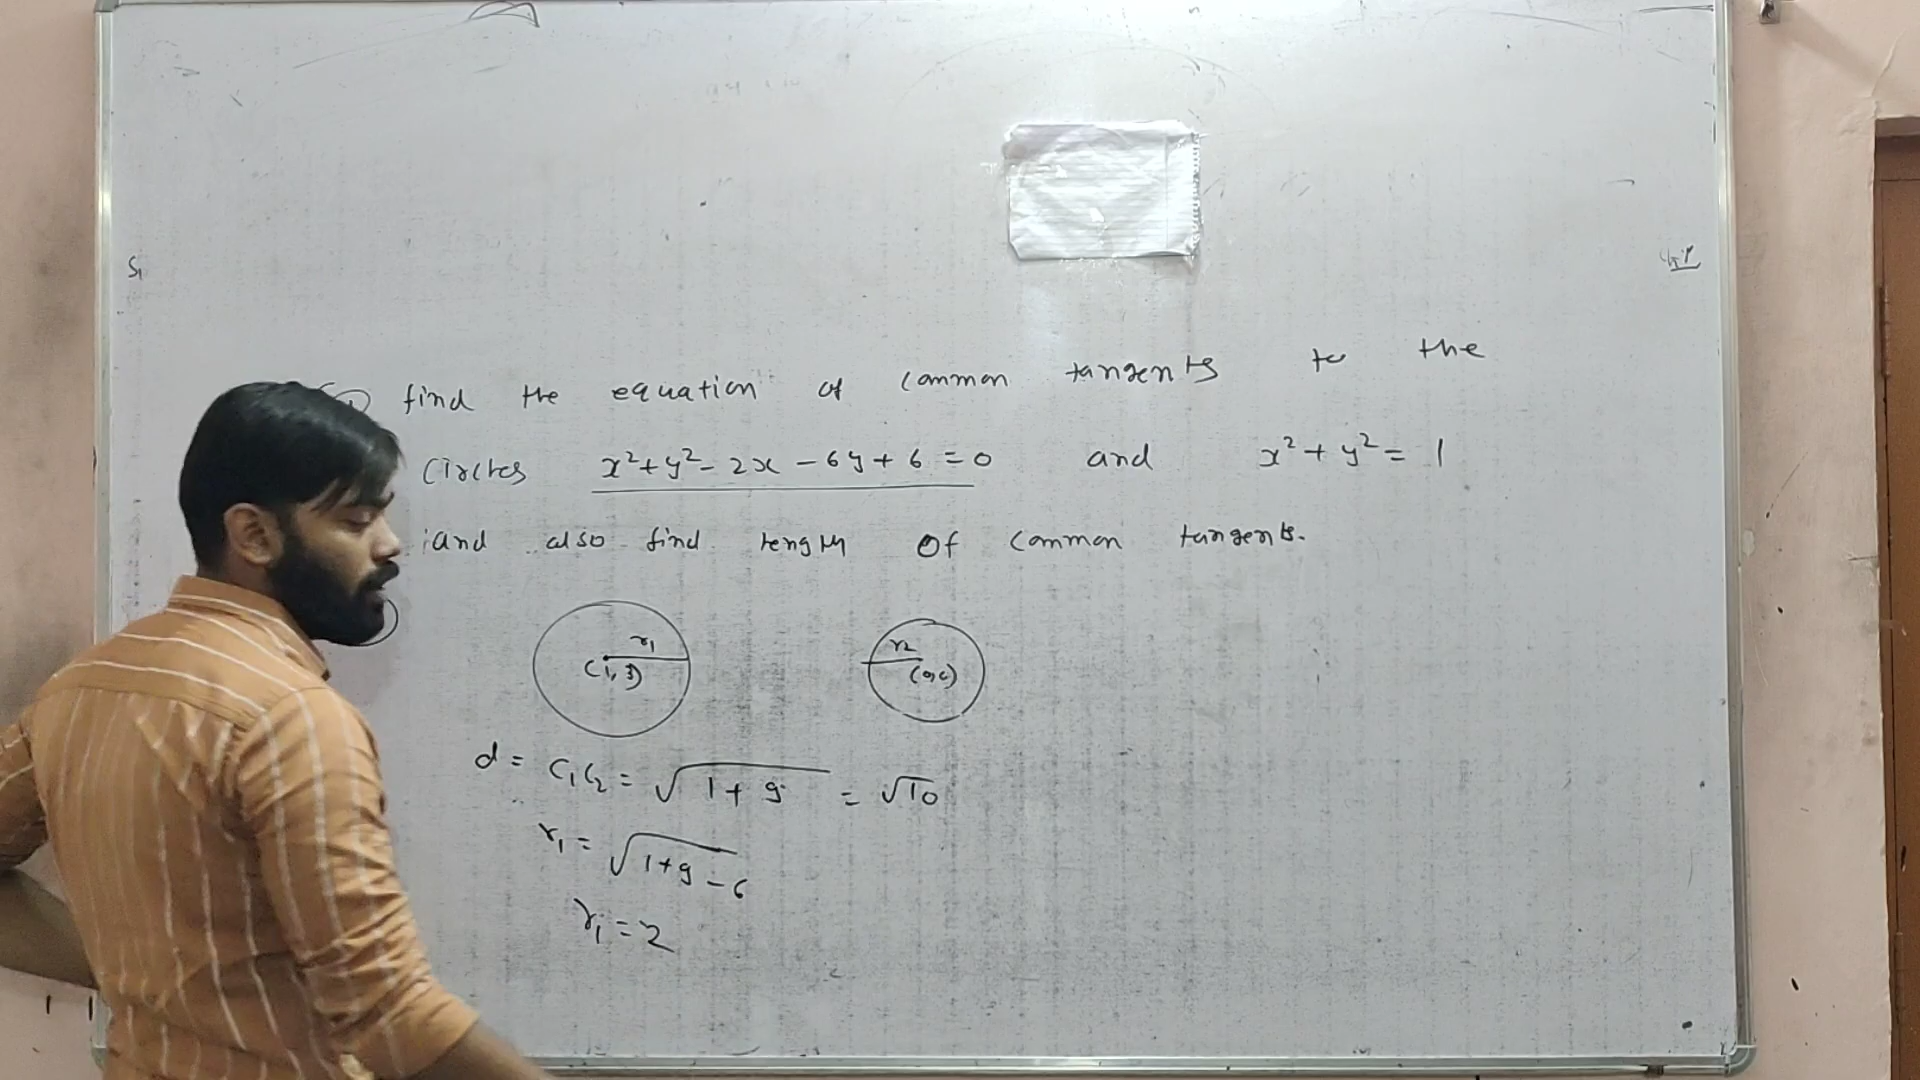 S₁
find the equation of common tangents to the
circles x²+y²-2x-6y+6=0 and x²+y²=1
and also find length of common tangents.
r₁ r₂
(1,3) (0,0)
d = C₁C₂ = √1+9 = √10
r₁ = √1+9-6
r₁ = 2